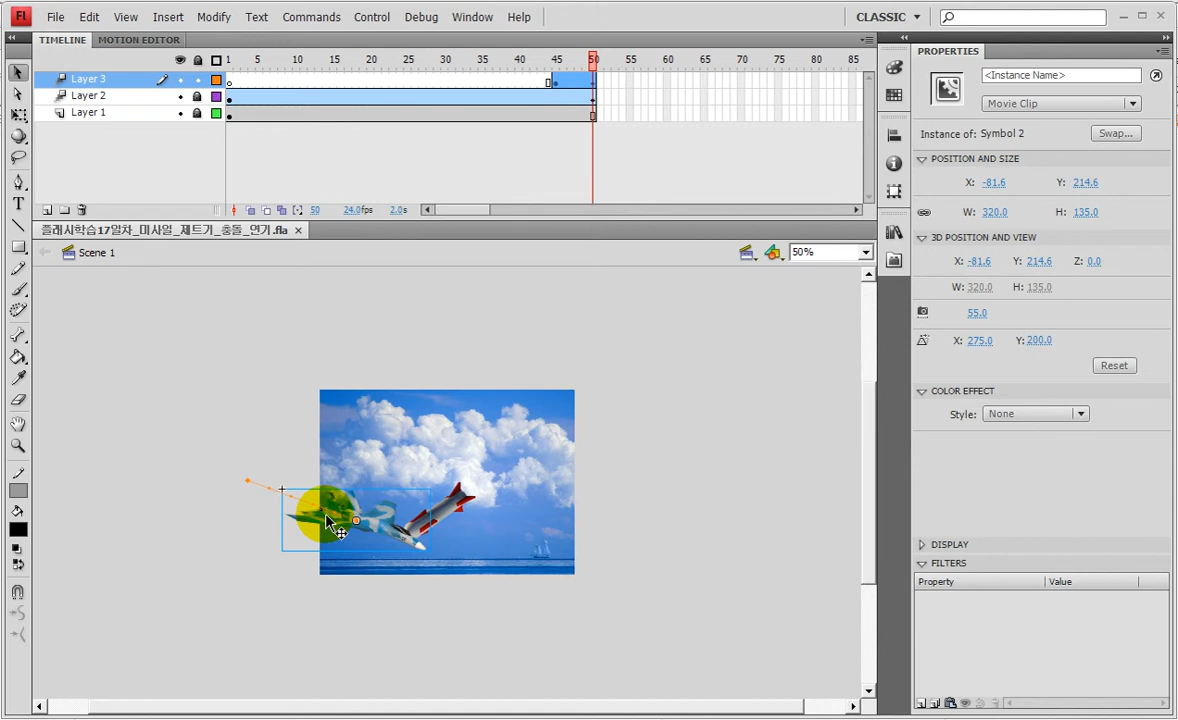 Fl File Edit View Insert Modify Text Commands Control Debug Window Help CLASSIC
TIMELINE MOTION EDITOR
1 5 10 15 20 25 30 35 40 45 50 55 60 65 70 75 80 85
Layer 3
Layer 2
Layer 1
50 24.0fps 2.0s
플래시학습17일차_미사일_제트기_충돌_연기.fla
Scene 1 50%
PROPERTIES
<Instance Name>
Movie Clip
Instance of: Symbol 2 Swap...
POSITION AND SIZE
X: -81.6 Y: 214.6
W: 320.0 H: 135.0
3D POSITION AND VIEW
X: -81.6 Y: 214.6 Z: 0.0
W: 320.0 H: 135.0
55.0
X: 275.0 Y: 200.0
Reset
COLOR EFFECT
Style: None
DISPLAY
FILTERS
Property Value